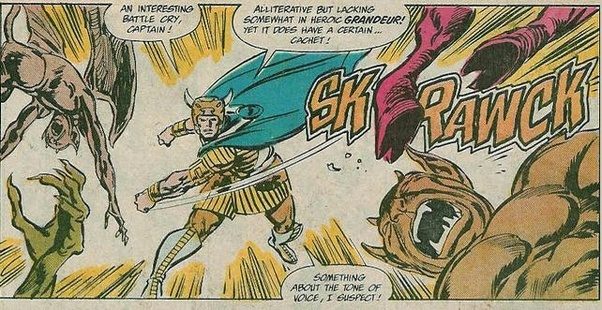 AN INTERESTING
BATTLE CRY,
CAPTAIN!
ALLITERATIVE BUT LACKING
SOMEWHAT IN HEROIC GRANDEUR!
YET IT DOES HAVE A CERTAIN...
CACHET!
SKRAWCK
SOMETHING
ABOUT THE TONE OF
VOICE, I SUSPECT!